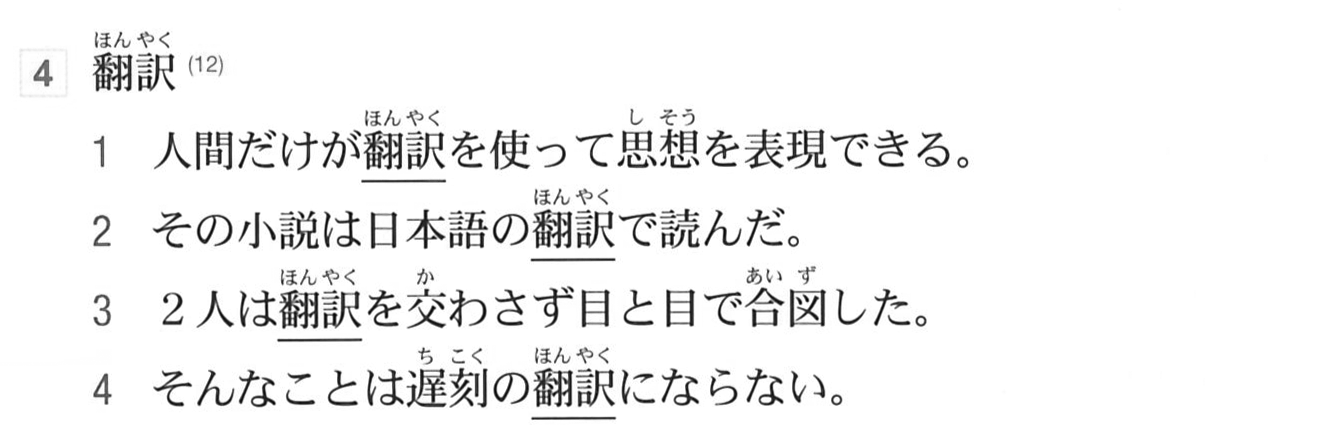 ほんやく
4 翻訳 (12)
ほんやく しそう
1 人間だけが翻訳を使って思想を表現できる。
ほんやく
2 その小説は日本語の翻訳で読んだ。
ほんやく か あいず
3 2人は翻訳を交わさず目と目で合図した。
ちこく ほんやく
4 そんなことは遅刻の翻訳にならない。